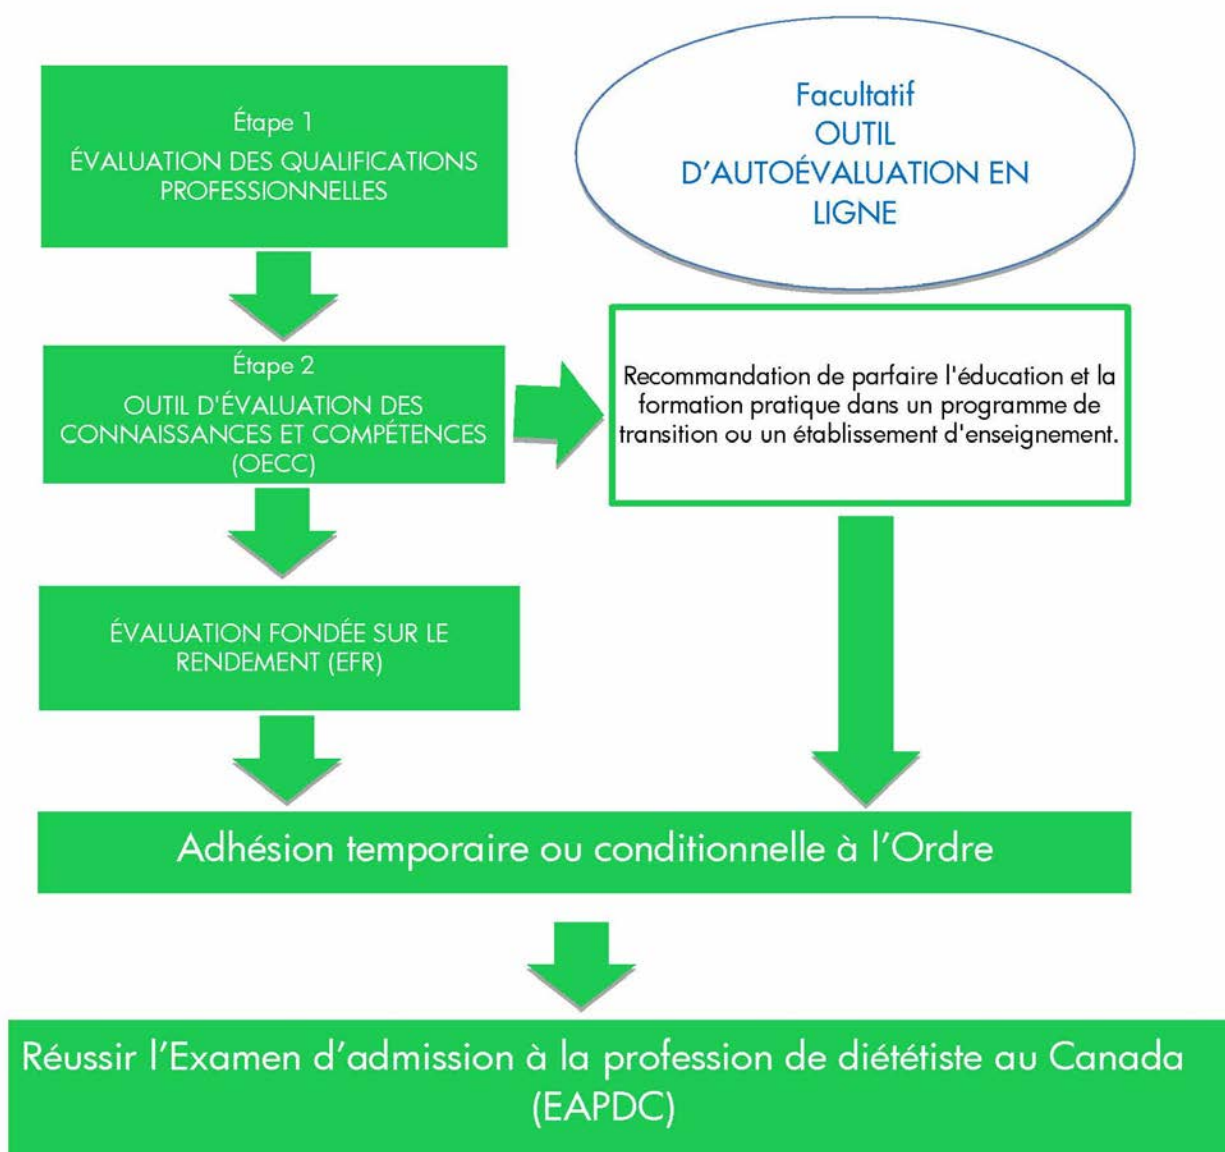 Étape 1
ÉVALUATION DES QUALIFICATIONS
PROFESSIONNELLES
Facultatif
OUTIL
D’AUTOÉVALUATION EN
LIGNE
Étape 2
OUTIL D'ÉVALUATION DES
CONNAISSANCES ET COMPÉTENCES
(OECC)
Recommandation de parfaire l'éducation et la
formation pratique dans un programme de
transition ou un établissement d'enseignement.
ÉVALUATION FONDÉE SUR LE
RENDEMENT (EFR)
Adhésion temporaire ou conditionnelle à l’Ordre
Réussir l’Examen d’admission à la profession de diététiste au Canada
(EAPDC)